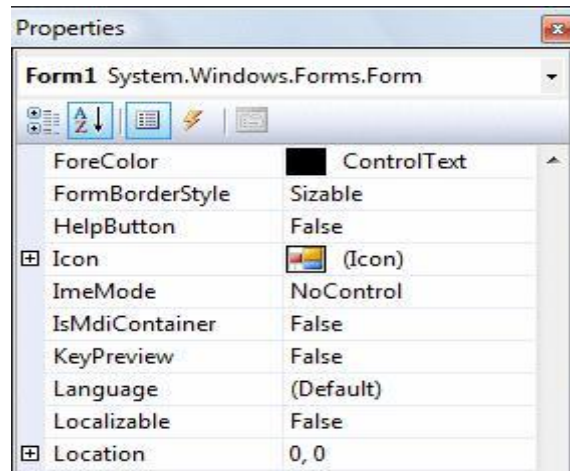 Properties
Form1 System.Windows.Forms.Form
ForeColor ControlText
FormBorderStyle Sizable
HelpButton False
Icon (Icon)
ImeMode NoControl
IsMdiContainer False
KeyPreview False
Language (Default)
Localizable False
Location 0, 0